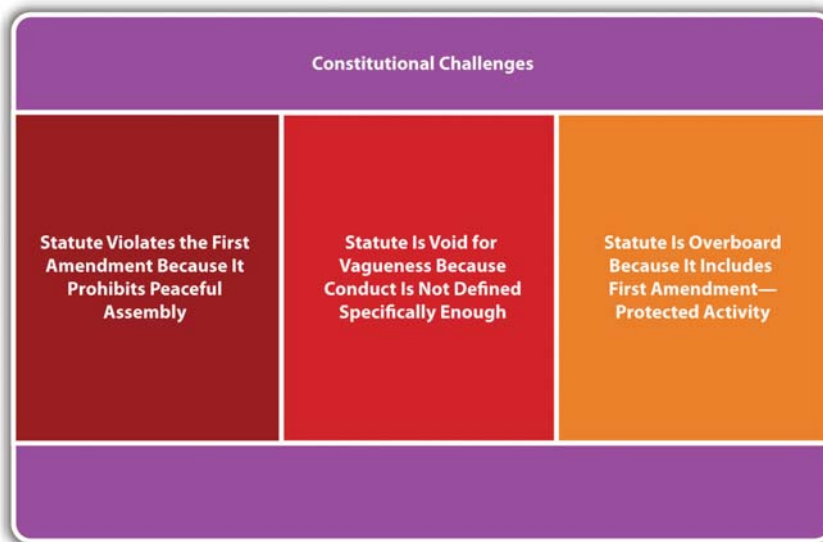 Constitutional Challenges
Statute Violates the First
Amendment Because It
Prohibits Peaceful
Assembly
Statute Is Void for
Vagueness Because
Conduct Is Not Defined
Specifically Enough
Statute Is Overboard
Because It Includes
First Amendment—
Protected Activity